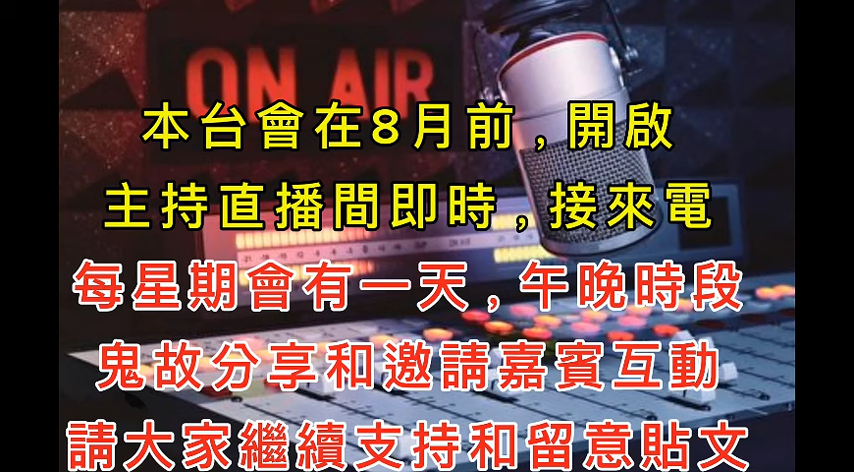 ON AIR
本台會在8月前，開啟
主持直播間即時，接來電
每星期會有一天，午晚時段
鬼故分享和邀請嘉賓互動
請大家繼續支持和留意貼文